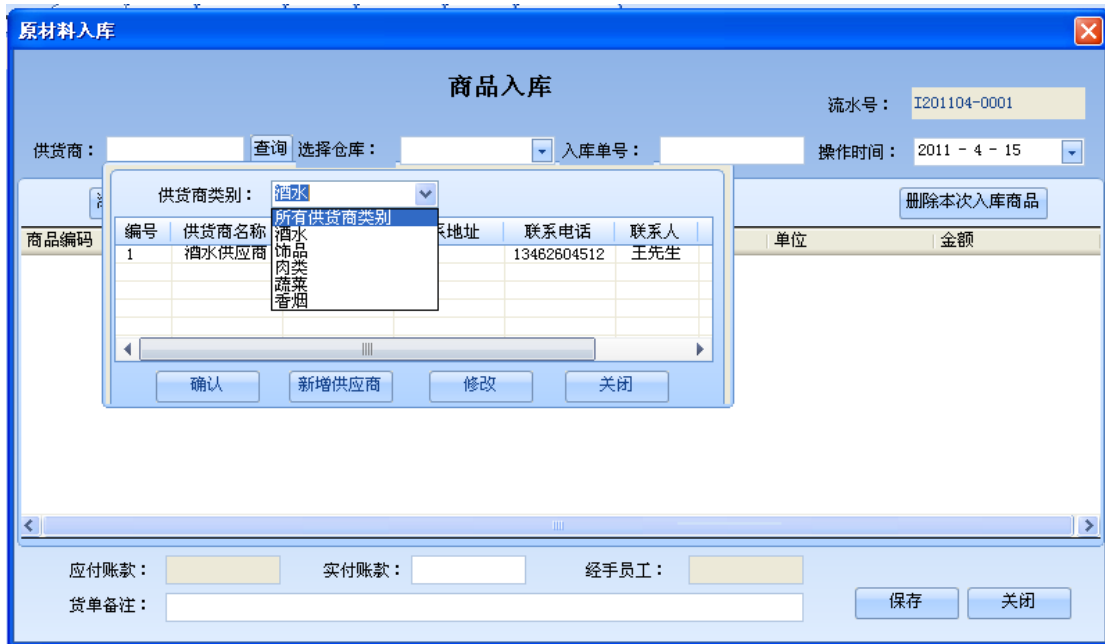 原材料入库
商品入库
流水号： I201104-0001
供货商： 查询 选择仓库： 入库单号： 操作时间： 2011 - 4 - 15
供货商类别： 酒水 删除本次入库商品
所有供货商类别
酒水
饰品
肉类
蔬菜
香烟
商品编码 单位 金额
编号 供货商名称 系地址 联系电话 联系人
1 酒水供应商 13462604512 王先生
确认 新增供应商 修改 关闭
应付账款： 实付账款： 经手员工：
货单备注： 保存 关闭